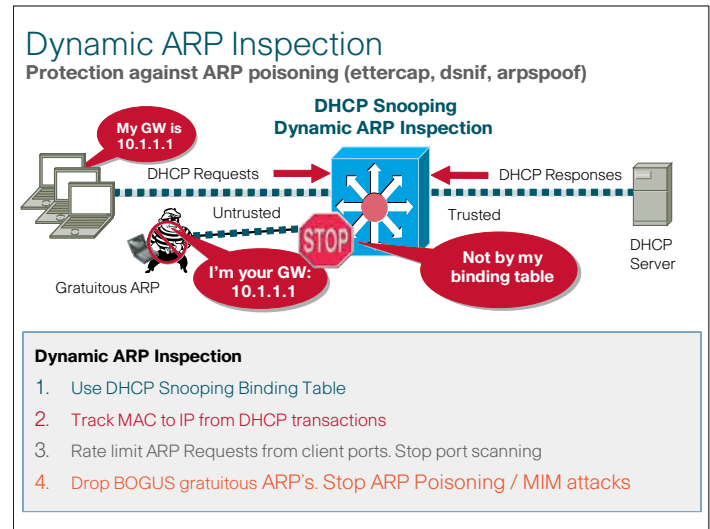 Dynamic ARP Inspection
Protection against ARP poisoning (ettercap, dsnif, arpspoof)
DHCP Snooping
Dynamic ARP Inspection
My GW is
10.1.1.1
DHCP Requests
DHCP Responses
Untrusted
Trusted
STOP
DHCP
Server
I'm your GW:
10.1.1.1
Not by my
binding table
Gratuitous ARP
Dynamic ARP Inspection
1. Use DHCP Snooping Binding Table
2. Track MAC to IP from DHCP transactions
3. Rate limit ARP Requests from client ports. Stop port scanning
4. Drop BOGUS gratuitous ARP's. Stop ARP Poisoning / MIM attacks